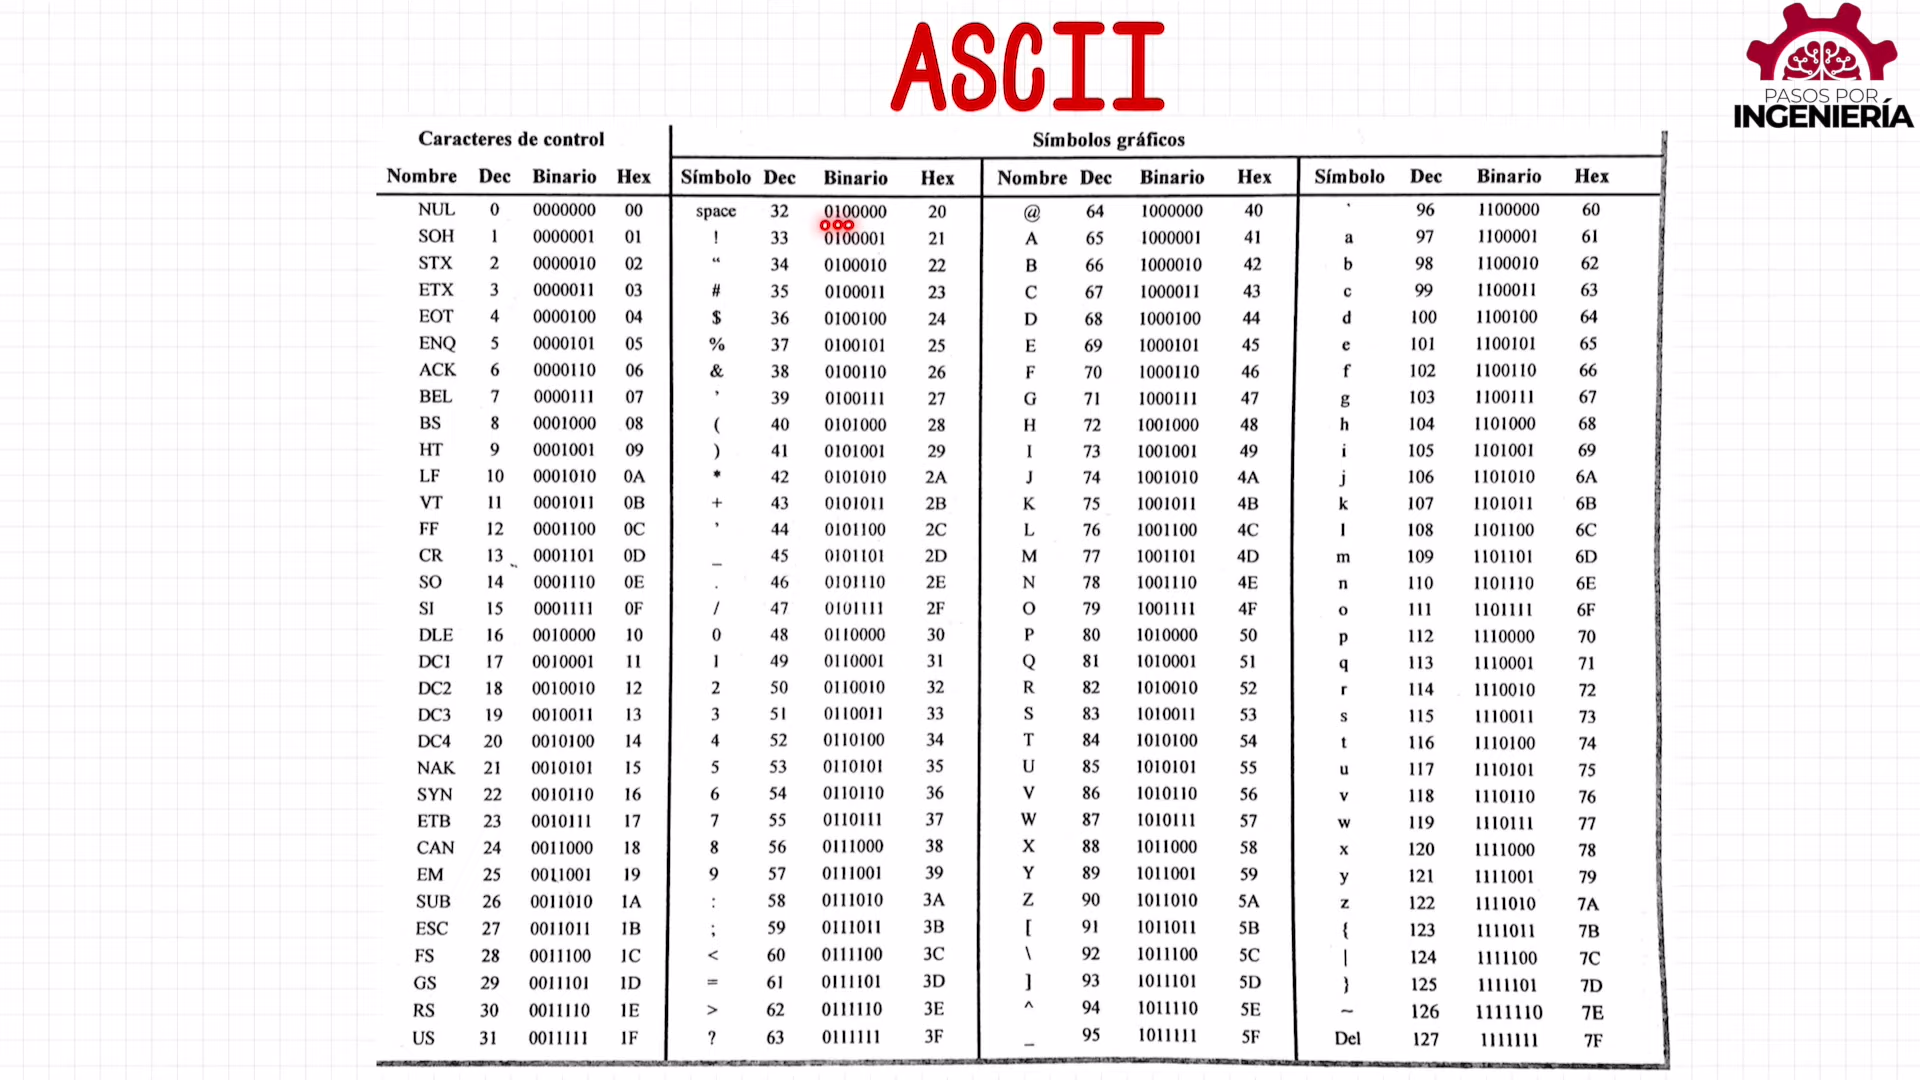 ASCII
PASOS POR
INGENIERÍA
Caracteres de control Símbolos gráficos
Nombre Dec Binario Hex Símbolo Dec Binario Hex Nombre Dec Binario Hex Símbolo Dec Binario Hex
NUL 0 0000000 00 space 32 0100000 20 @ 64 1000000 40 ` 96 1100000 60
SOH 1 0000001 01 ! 33 0100001 21 A 65 1000001 41 a 97 1100001 61
STX 2 0000010 02 “ 34 0100010 22 B 66 1000010 42 b 98 1100010 62
ETX 3 0000011 03 # 35 0100011 23 C 67 1000011 43 c 99 1100011 63
EOT 4 0000100 04 $ 36 0100100 24 D 68 1000100 44 d 100 1100100 64
ENQ 5 0000101 05 % 37 0100101 25 E 69 1000101 45 e 101 1100101 65
ACK 6 0000110 06 & 38 0100110 26 F 70 1000110 46 f 102 1100110 66
BEL 7 0000111 07 ’ 39 0100111 27 G 71 1000111 47 g 103 1100111 67
BS 8 0001000 08 ( 40 0101000 28 H 72 1001000 48 h 104 1101000 68
HT 9 0001001 09 ) 41 0101001 29 I 73 1001001 49 i 105 1101001 69
LF 10 0001010 0A * 42 0101010 2A J 74 1001010 4A j 106 1101010 6A
VT 11 0001011 0B + 43 0101011 2B K 75 1001011 4B k 107 1101011 6B
FF 12 0001100 0C ’ 44 0101100 2C L 76 1001100 4C l 108 1101100 6C
CR 13 0001101 0D _ 45 0101101 2D M 77 1001101 4D m 109 1101101 6D
SO 14 0001110 0E . 46 0101110 2E N 78 1001110 4E n 110 1101110 6E
SI 15 0001111 0F / 47 0101111 2F O 79 1001111 4F o 111 1101111 6F
DLE 16 0010000 10 0 48 0110000 30 P 80 1010000 50 p 112 1110000 70
DC1 17 0010001 11 1 49 0110001 31 Q 81 1010001 51 q 113 1110001 71
DC2 18 0010010 12 2 50 0110010 32 R 82 1010010 52 r 114 1110010 72
DC3 19 0010011 13 3 51 0110011 33 S 83 1010011 53 s 115 1110011 73
DC4 20 0010100 14 4 52 0110100 34 T 84 1010100 54 t 116 1110100 74
NAK 21 0010101 15 5 53 0110101 35 U 85 1010101 55 u 117 1110101 75
SYN 22 0010110 16 6 54 0110110 36 V 86 1010110 56 v 118 1110110 76
ETB 23 0010111 17 7 55 0110111 37 W 87 1010111 57 w 119 1110111 77
CAN 24 0011000 18 8 56 0111000 38 X 88 1011000 58 x 120 1111000 78
EM 25 0011001 19 9 57 0111001 39 Y 89 1011001 59 y 121 1111001 79
SUB 26 0011010 1A : 58 0111010 3A Z 90 1011010 5A z 122 1111010 7A
ESC 27 0011011 1B ; 59 0111011 3B [ 91 1011011 5B { 123 1111011 7B
FS 28 0011100 1C < 60 0111100 3C \ 92 1011100 5C | 124 1111100 7C
GS 29 0011101 1D = 61 0111101 3D ] 93 1011101 5D } 125 1111101 7D
RS 30 0011110 1E > 62 0111110 3E ^ 94 1011110 5E ~ 126 1111110 7E
US 31 0011111 1F ? 63 0111111 3F _ 95 1011111 5F Del 127 1111111 7F